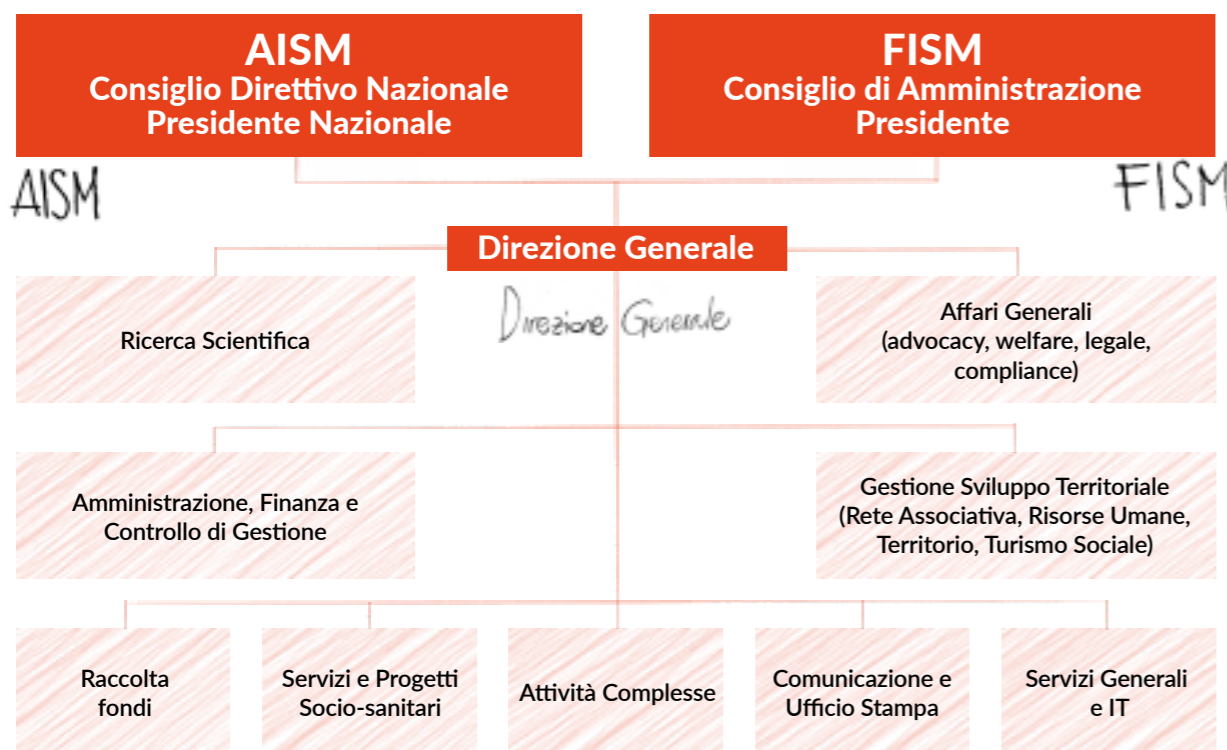 AISM
Consiglio Direttivo Nazionale
Presidente Nazionale
FISM
Consiglio di Amministrazione
Presidente
AISM
FISM
Direzione Generale
Direzione Generale
Ricerca Scientifica
Affari Generali
(advocacy, welfare, legale,
compliance)
Amministrazione, Finanza e
Controllo di Gestione
Gestione Sviluppo Territoriale
(Rete Associativa, Risorse Umane,
Territorio, Turismo Sociale)
Raccolta
fondi
Servizi e Progetti
Socio-sanitari
Attività Complesse
Comunicazione e
Ufficio Stampa
Servizi Generali
e IT